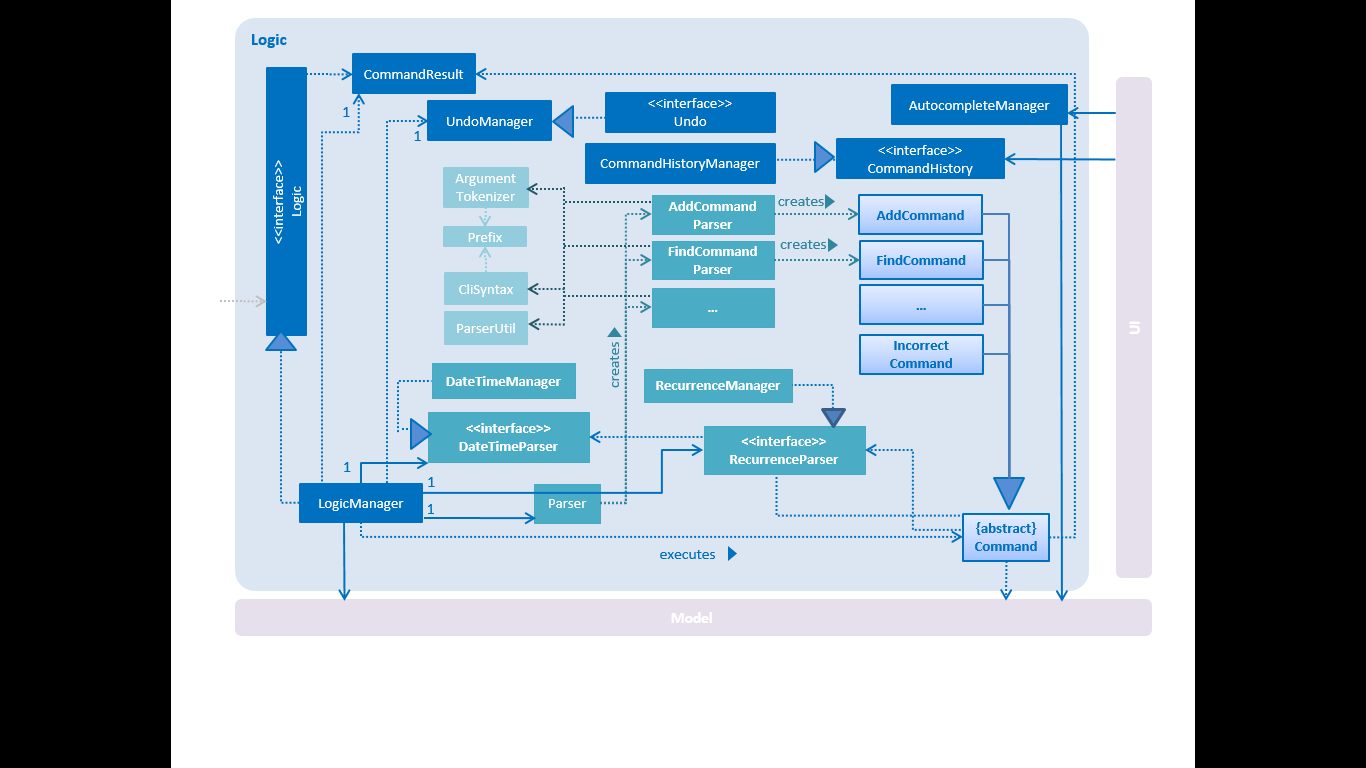 Logic
CommandResult
<<interface>>
Logic
1
UndoManager
1
<<interface>>
Undo
AutocompleteManager
CommandHistoryManager
<<interface>>
CommandHistory
Argument
Tokenizer
Prefix
CliSyntax
ParserUtil
AddCommand
Parser
creates
AddCommand
FindCommand
Parser
creates
FindCommand
...
...
Incorrect
Command
creates
DateTimeManager
RecurrenceManager
<<interface>>
DateTimeParser
<<interface>>
RecurrenceParser
1
1
1
LogicManager
Parser
{abstract}
Command
executes
Model